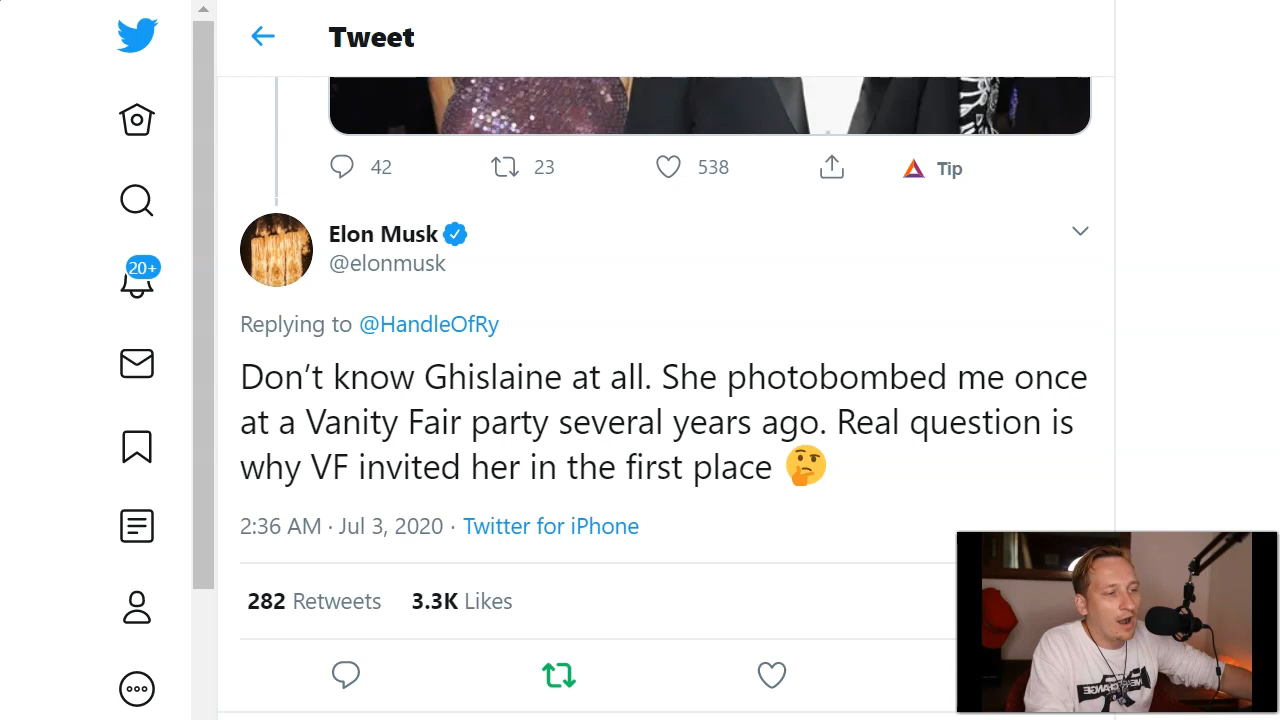 Tweet
42
23
538
Tip
20+
Elon Musk
@elonmusk
Replying to @HandleOfRy
Don’t know Ghislaine at all. She photobombed me once
at a Vanity Fair party several years ago. Real question is
why VF invited her in the first place 🤔
2:36 AM · Jul 3, 2020 · Twitter for iPhone
282 Retweets 3.3K Likes